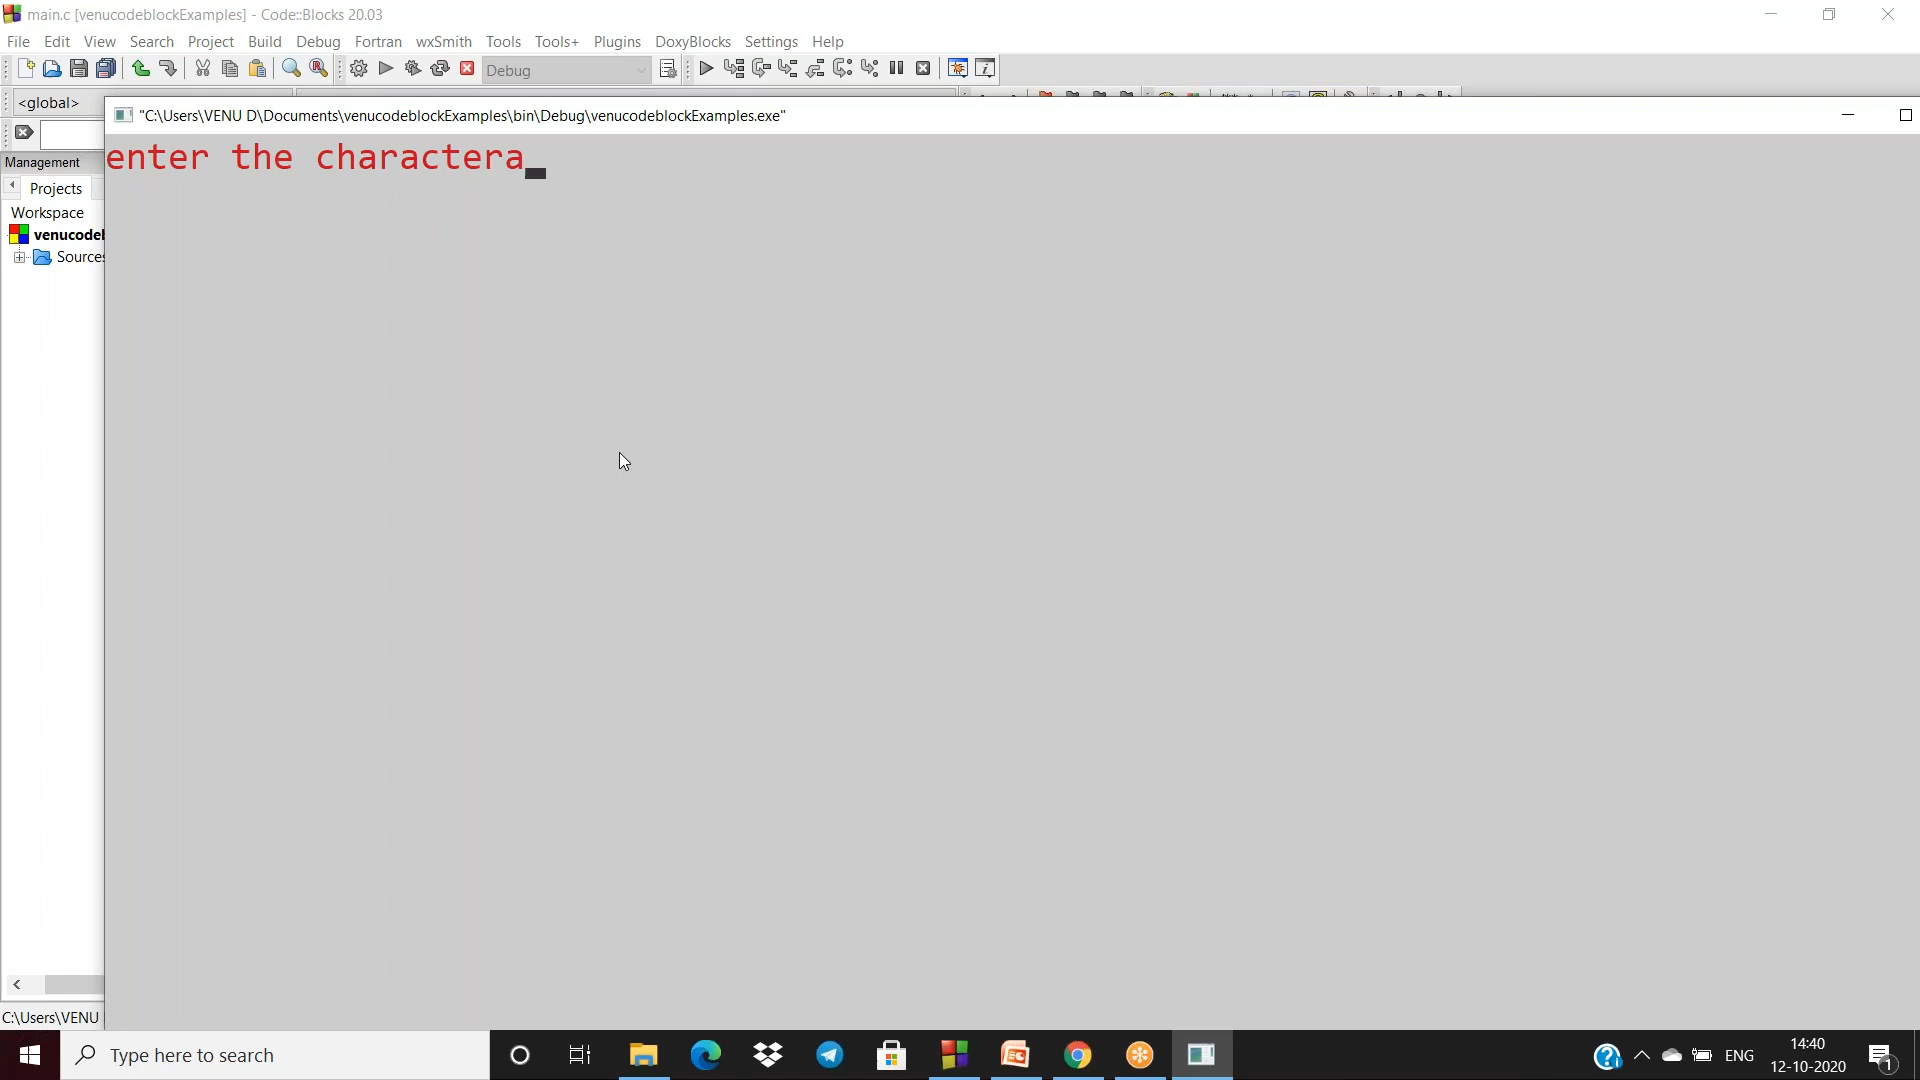 main.c [venucodeblockExamples] - Code::Blocks 20.03
File Edit View Search Project Build Debug Fortran wxSmith Tools Tools+ Plugins DoxyBlocks Settings Help
Debug
<global>
"C:\Users\VENU D\Documents\venucodeblockExamples\bin\Debug\venucodeblockExamples.exe"
enter the charactera
Management
Projects
Workspace
venucodeb
Sources
C:\Users\VENU
Type here to search
ENG
14:40
12-10-2020
1